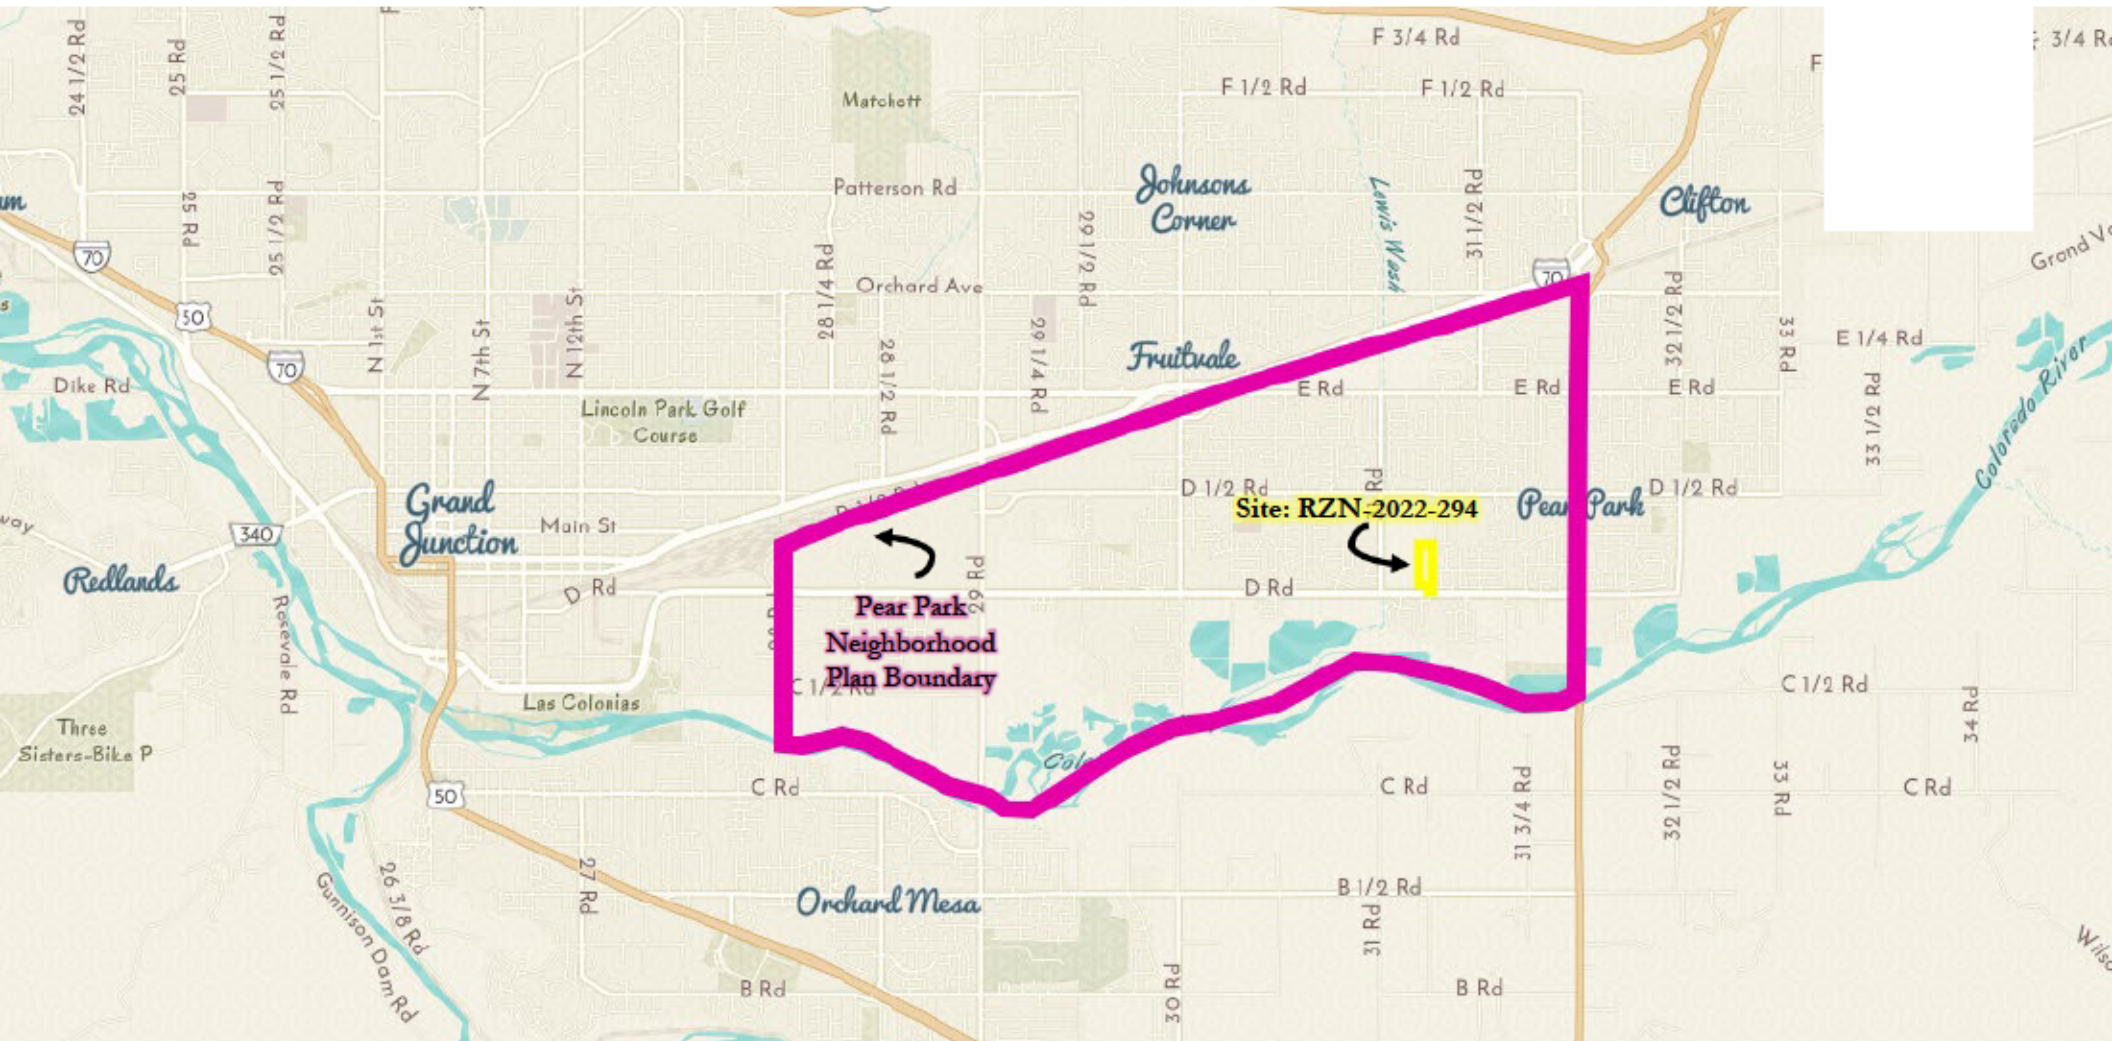 F 3/4 Rd
3/4 Rd
F
24 1/2 Rd
25 Rd
25 1/2 Rd
F 1/2 Rd
F 1/2 Rd
Matchett
Patterson Rd
Johnsons
Corner
Lewis Wash
31 1/2 Rd
Clifton
25 Rd
25 1/2 Rd
70
29 1/2 Rd
28 1/4 Rd
Orchard Ave
70
Grand
50
N 1st St
N 7th St
N 12th St
29 1/4 Rd
28 1/2 Rd
Fruitvale
32 1/2 Rd
33 Rd
E 1/4 Rd
Colorado River
70
Dike Rd
E Rd
E Rd
E Rd
33 1/2 Rd
Lincoln Park Golf
Course
Grand
Junction
Main St
340
Redlands
D 1/2 Rd
Rd
D 1/2 Rd
Site: RZN-2022-294
Pear Park
D Rd
29 Rd
D Rd
Pear Park
Neighborhood
Plan Boundary
C 1/2 Rd
Rosevale Rd
Las Colonias
C 1/2 Rd
34 Rd
Three
Sisters-Bike P
50
C Rd
C Rd
31 3/4 Rd
32 1/2 Rd
33 Rd
C Rd
27 Rd
26 3/8 Rd
Gunnison Dam Rd
Orchard Mesa
B 1/2 Rd
31 Rd
B Rd
30 Rd
B Rd